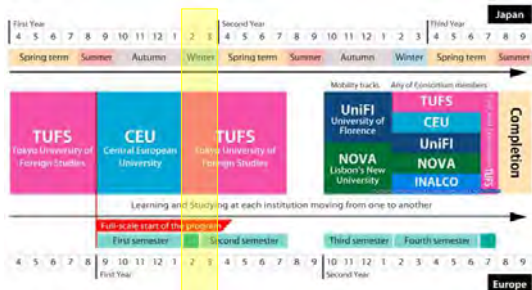 Japan
First Year Second Year Third Year
4 5 6 7 8 9 10 11 12 1 2 3 4 5 6 7 8 9 10 11 12 1 2 3 4 5 6 7 8 9
Spring term Summer Autumn Winter Spring term Summer Autumn Winter Spring term Summer
Mobility tracks Any of Consortium members
TUFS
Tokyo University of
Foreign Studies
CEU
Central European
University
TUFS
Tokyo University of
Foreign Studies
UniFI
University of
Florence
NOVA
Lisbon's New
University
TUFS
CEU
UniFI
NOVA
INALCO
TUFS
Completion
Learning and Studying at each institution moving from one to another
Full-scale start of the program
First semester Second semester Third semester Fourth semester
4 5 6 7 8 9 10 11 12 1 2 3 4 5 6 7 8 9 10 11 12 1 2 3 4 5 6 7 8
First Year Second Year
Europe